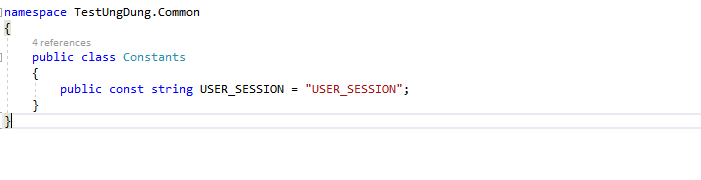 namespace TestUngDung.Common
{
4 references
public class Constants
{
public const string USER_SESSION = "USER_SESSION";
}
}